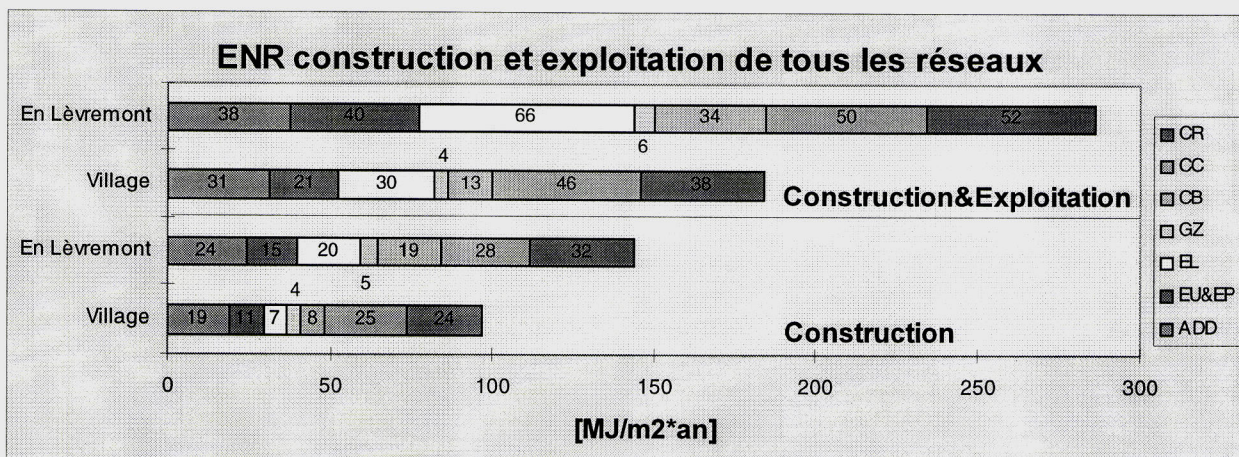 ENR construction et exploitation de tous les réseaux
En Lèvremont
38 40 66 34 50 52
4 6
Village
31 21 30 13 46 38
Construction&Exploitation
En Lèvremont
24 15 20 19 28 32
4 5
Village
19 11 7 8 25 24
Construction
0 50 100 150 200 250 300
[MJ/m2*an]
CR
CC
CB
GZ
EL
EU&EP
ADD